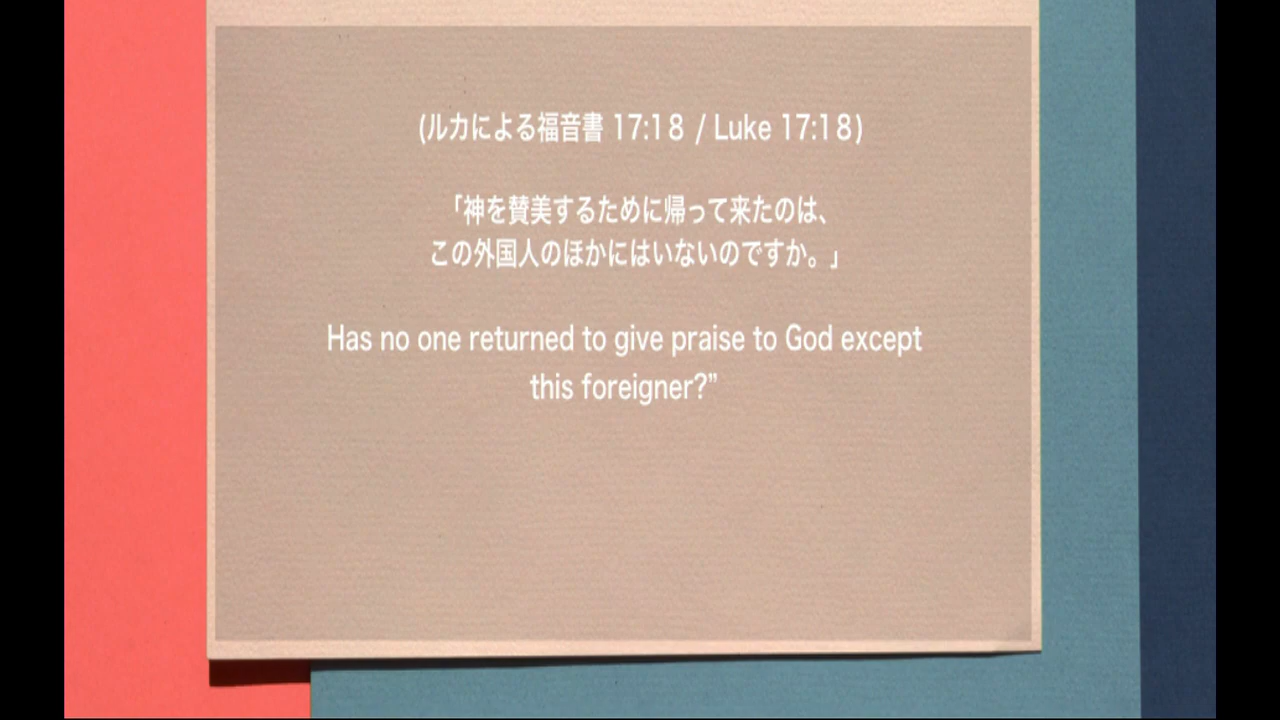 (ルカによる福音書 17:18 / Luke 17:18)
「神を賛美するために帰って来たのは、
この外国人のほかにはいないのですか。」
Has no one returned to give praise to God except
this foreigner?”